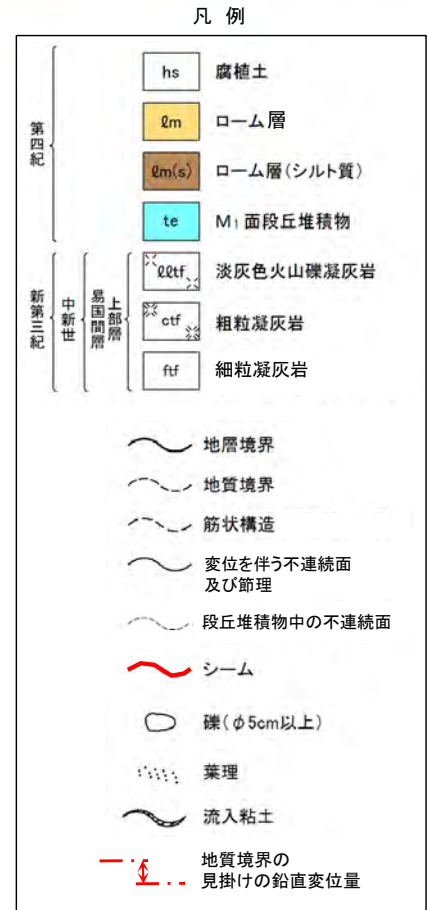 凡 例
第四紀
hs 腐植土
ℓm ローム層
ℓm(s) ローム層(シルト質)
te M₁面段丘堆積物
新第三紀
中新世
易国間層
上部層
ℓℓtf 淡灰色火山礫凝灰岩
ctf 粗粒凝灰岩
ftf 細粒凝灰岩
地層境界
地質境界
筋状構造
変位を伴う不連続面
及び節理
段丘堆積物中の不連続面
シーム
礫(φ5cm以上)
葉理
流入粘土
地質境界の
見掛けの鉛直変位量